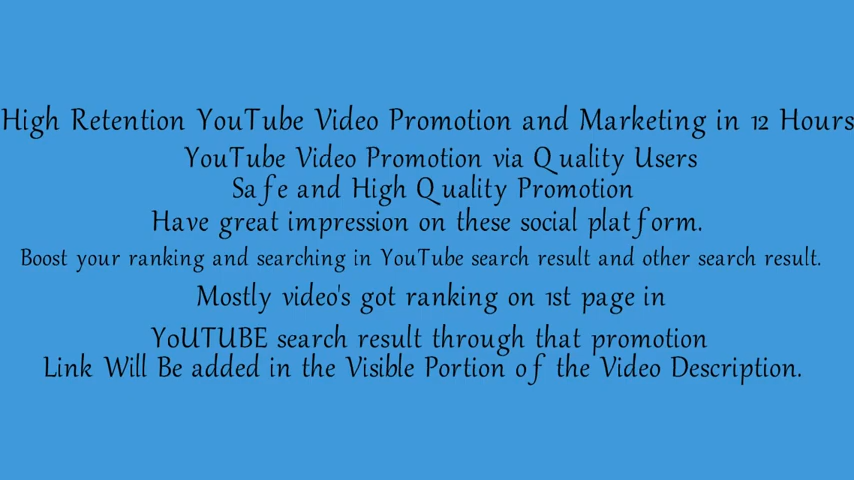 High Retention YouTube Video Promotion and Marketing in 12 Hours
YouTube Video Promotion via Quality Users
Safe and High Quality Promotion
Have great impression on these social platform.
Boost your ranking and searching in YouTube search result and other search result.
Mostly video's got ranking on 1st page in
YoUTUBE search result through that promotion
Link Will Be added in the Visible Portion of the Video Description.